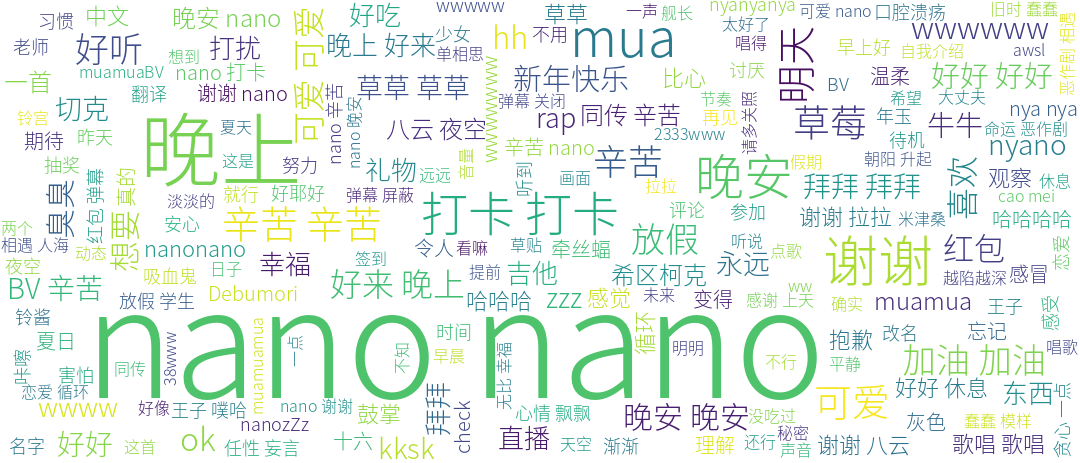 习惯
中文
晚安 nano
可爱
好吃
wwwww
草草
一声
舰长
nyanyanya
太好了
可爱 nano
口腔溃疡
旧时
蠢蠢
老师
好听
打扰
想到
晚上 好来
少女
单相思
hh
不用
mua
唱得
明天
wwwwww
早上好
自我介绍
awsl
恶作剧 相遇
一首
muamuaBV
nano 打卡
翻译
谢谢 nano
可爱 可爱
nano 辛苦
草草 草草
wwwwwwww
新年快乐
比心
讨厌
BV
温柔
好好 好好
切克
铃宫
期待
昨天
晚上
夏天
这是
努力
nano 晚安
八云 夜空
弹幕 关闭
rap
同传 辛苦
节奏
再见
2333www
请多关照
草莓
希望
大丈夫
年玉
待机
牛牛
nya nya
命运 恶作剧
nyano
抽奖
臭臭
红包
弹幕
真的
想要
淡淡的
就行
好耶好
安心
礼物
弹幕 屏蔽
远远
音量
辛苦 nano
听到
画面
辛苦
拉拉
晚安
假期
朝阳 升起
拜拜 拜拜
喜欢
观察
休息
cao mei
哈哈哈哈
两个
相遇 人海
动态
辛苦 辛苦
打卡 打卡
评论
参加
谢谢 拉拉
米津桑
恋爱
nanonano
令人
看嘛
草贴
牵丝蝠
放假
听说
点歌
谢谢
红包
越陷越深
感冒
夜空
吸血鬼
日子
签到
幸福
提前
吉他
希区柯克
永远
BV 辛苦
放假 学生
Debumori
好来 晚上
哈哈哈
zzz
感觉
未来
变得
感谢 上天
ww
确实
muamua
王子
感受
铃酱
nano nano
循环
夏日
38www
一点
时间
不知
早晨
明明
不行
抱歉
改名
平静
忘记
唱歌
咔嚓
害怕
同传
muamuamua
无比 幸福
加油 加油
恋爱 循环
wwww
好像
王子 噗哈
nano 谢谢
nanozZz
鼓掌
拜拜
check
心情 飘飘
晚安 晚安
没吃过
可爱
好好 休息
东西
灰色
蠢蠢 模样
贪心 一点
名字
好好
这首
ok
任性 妄言
十六
kksk
直播
天空
渐渐
理解
还行
秘密
声音
谢谢 八云
歌唱 歌唱